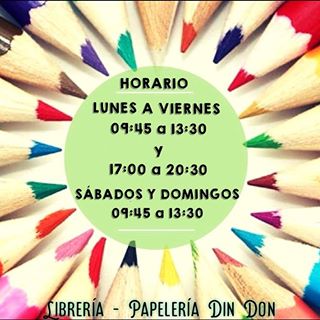 HORARIO
LUNES A VIERNES
09:45 a 13:30
y
17:00 a 20:30
SÁBADOS Y DOMINGOS
09:45 a 13:30
LIBRERÍA - PAPELERÍA DIN DON